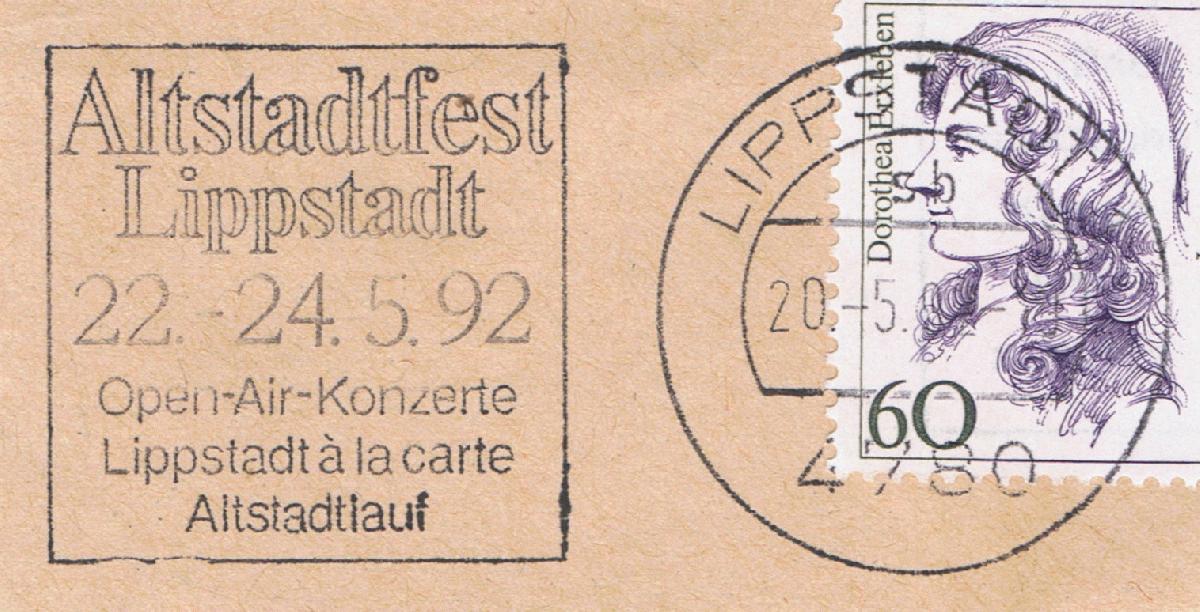 Altstadtfest
Lippstadt
22.-24.5.92
Open-Air-Konzerte
Lippstadt à la carte
Altstadtlauf
LIPPSTADT
sb
20.-5.
4780
Dorothea Erxleben
60